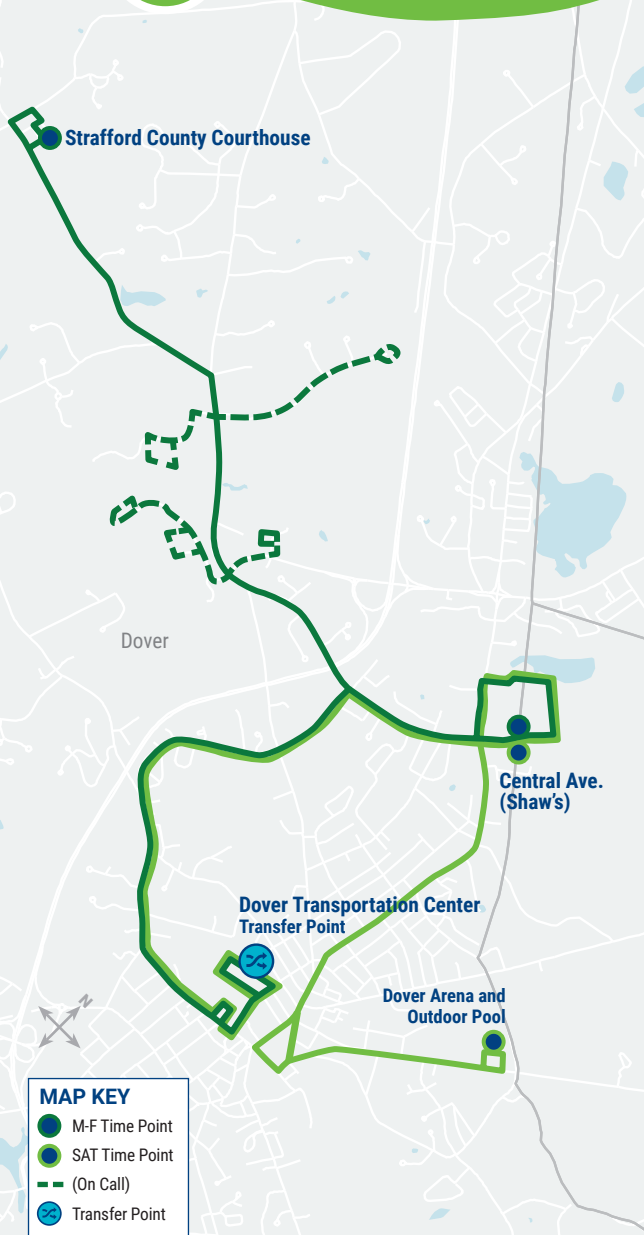 Strafford County Courthouse
Dover
Central Ave.
(Shaw's)
Dover Transportation Center
Transfer Point
Dover Arena and
Outdoor Pool
N
MAP KEY
M-F Time Point
SAT Time Point
(On Call)
Transfer Point